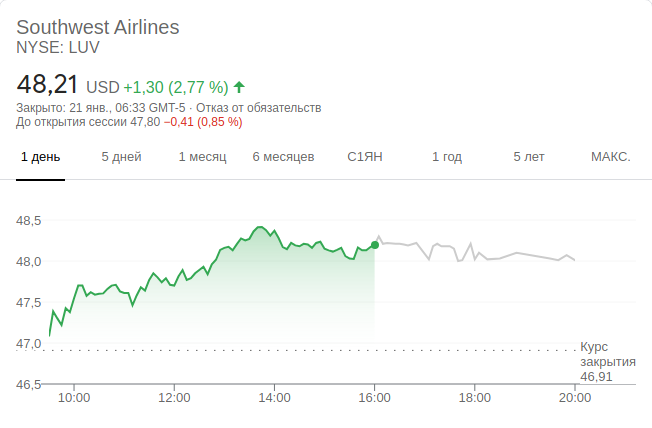 Southwest Airlines
NYSE: LUV
48,21 USD +1,30 (2,77 %)
Закрыто: 21 янв., 06:33 GMT-5 · Отказ от обязательств
До открытия сессии 47,80 −0,41 (0,85 %)
1 день 5 дней 1 месяц 6 месяцев С1ЯН 1 год 5 лет МАКС.
48,5
48,0
47,5
47,0
46,5
Курс
закрытия
46,91
10:00 12:00 14:00 16:00 18:00 20:00